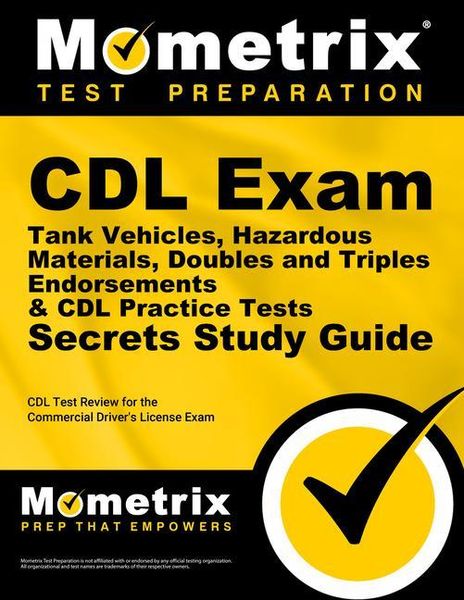 Mometrix®
TEST PREPARATION
CDL Exam
Tank Vehicles, Hazardous
Materials, Doubles and Triples
Endorsements
& CDL Practice Tests
Secrets Study Guide
CDL Test Review for the
Commercial Driver's License Exam
Mometrix
PREP THAT EMPOWERS
Mometrix Test Preparation is not affiliated with or endorsed by any official testing organization.
All organizational and test names are trademarks of their respective owners.